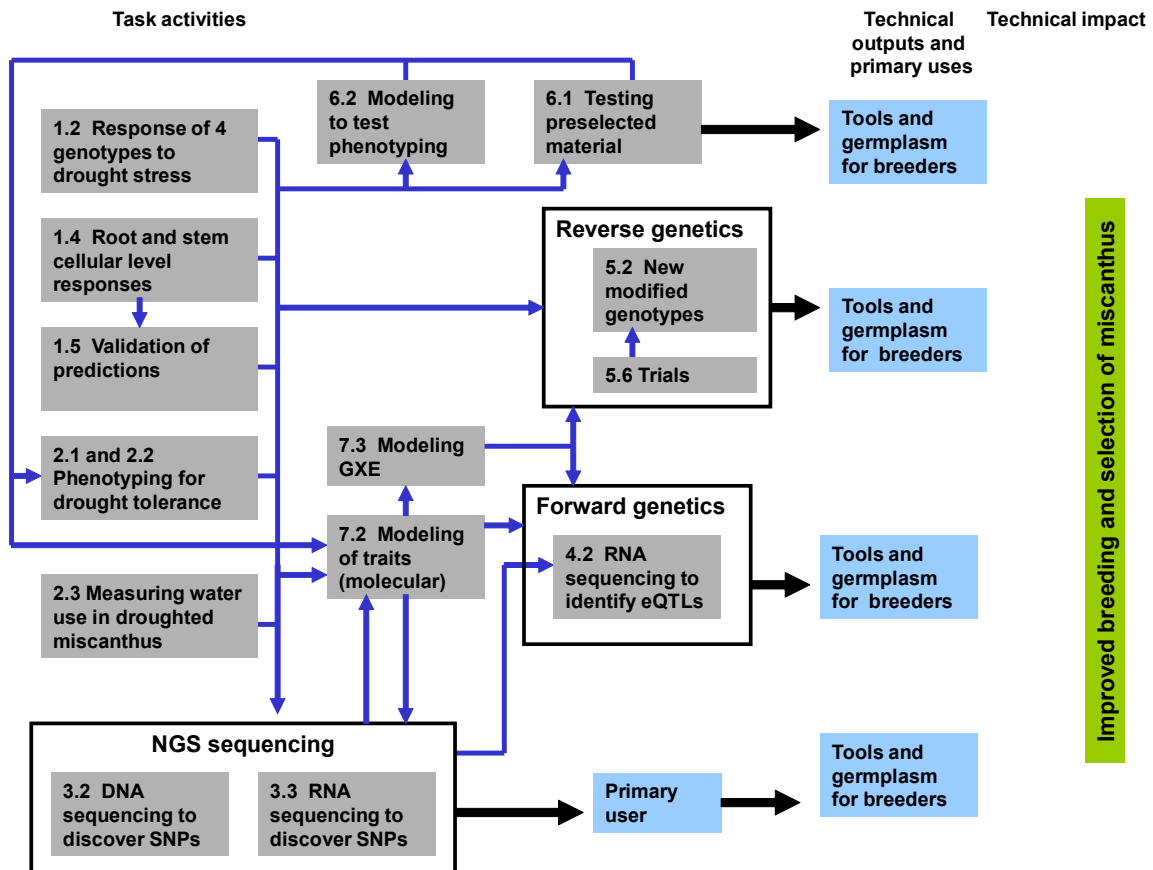 Task activities
Technical
outputs and
primary uses
Technical impact
6.2 Modeling
to test
phenotyping
6.1 Testing
preselected
material
Tools and
germplasm
for breeders
1.2 Response of 4
genotypes to
drought stress
1.4 Root and stem
cellular level
responses
1.5 Validation of
predictions
2.1 and 2.2
Phenotyping for
drought tolerance
2.3 Measuring water
use in droughted
miscanthus
Reverse genetics
5.2 New
modified
genotypes
5.6 Trials
Tools and
germplasm
for breeders
7.3 Modeling
GXE
7.2 Modeling
of traits
(molecular)
Forward genetics
4.2 RNA
sequencing to
identify eQTLs
Tools and
germplasm
for breeders
NGS sequencing
3.2 DNA
sequencing to
discover SNPs
3.3 RNA
sequencing to
discover SNPs
Primary
user
Tools and
germplasm
for breeders
Improved breeding and selection of miscanthus